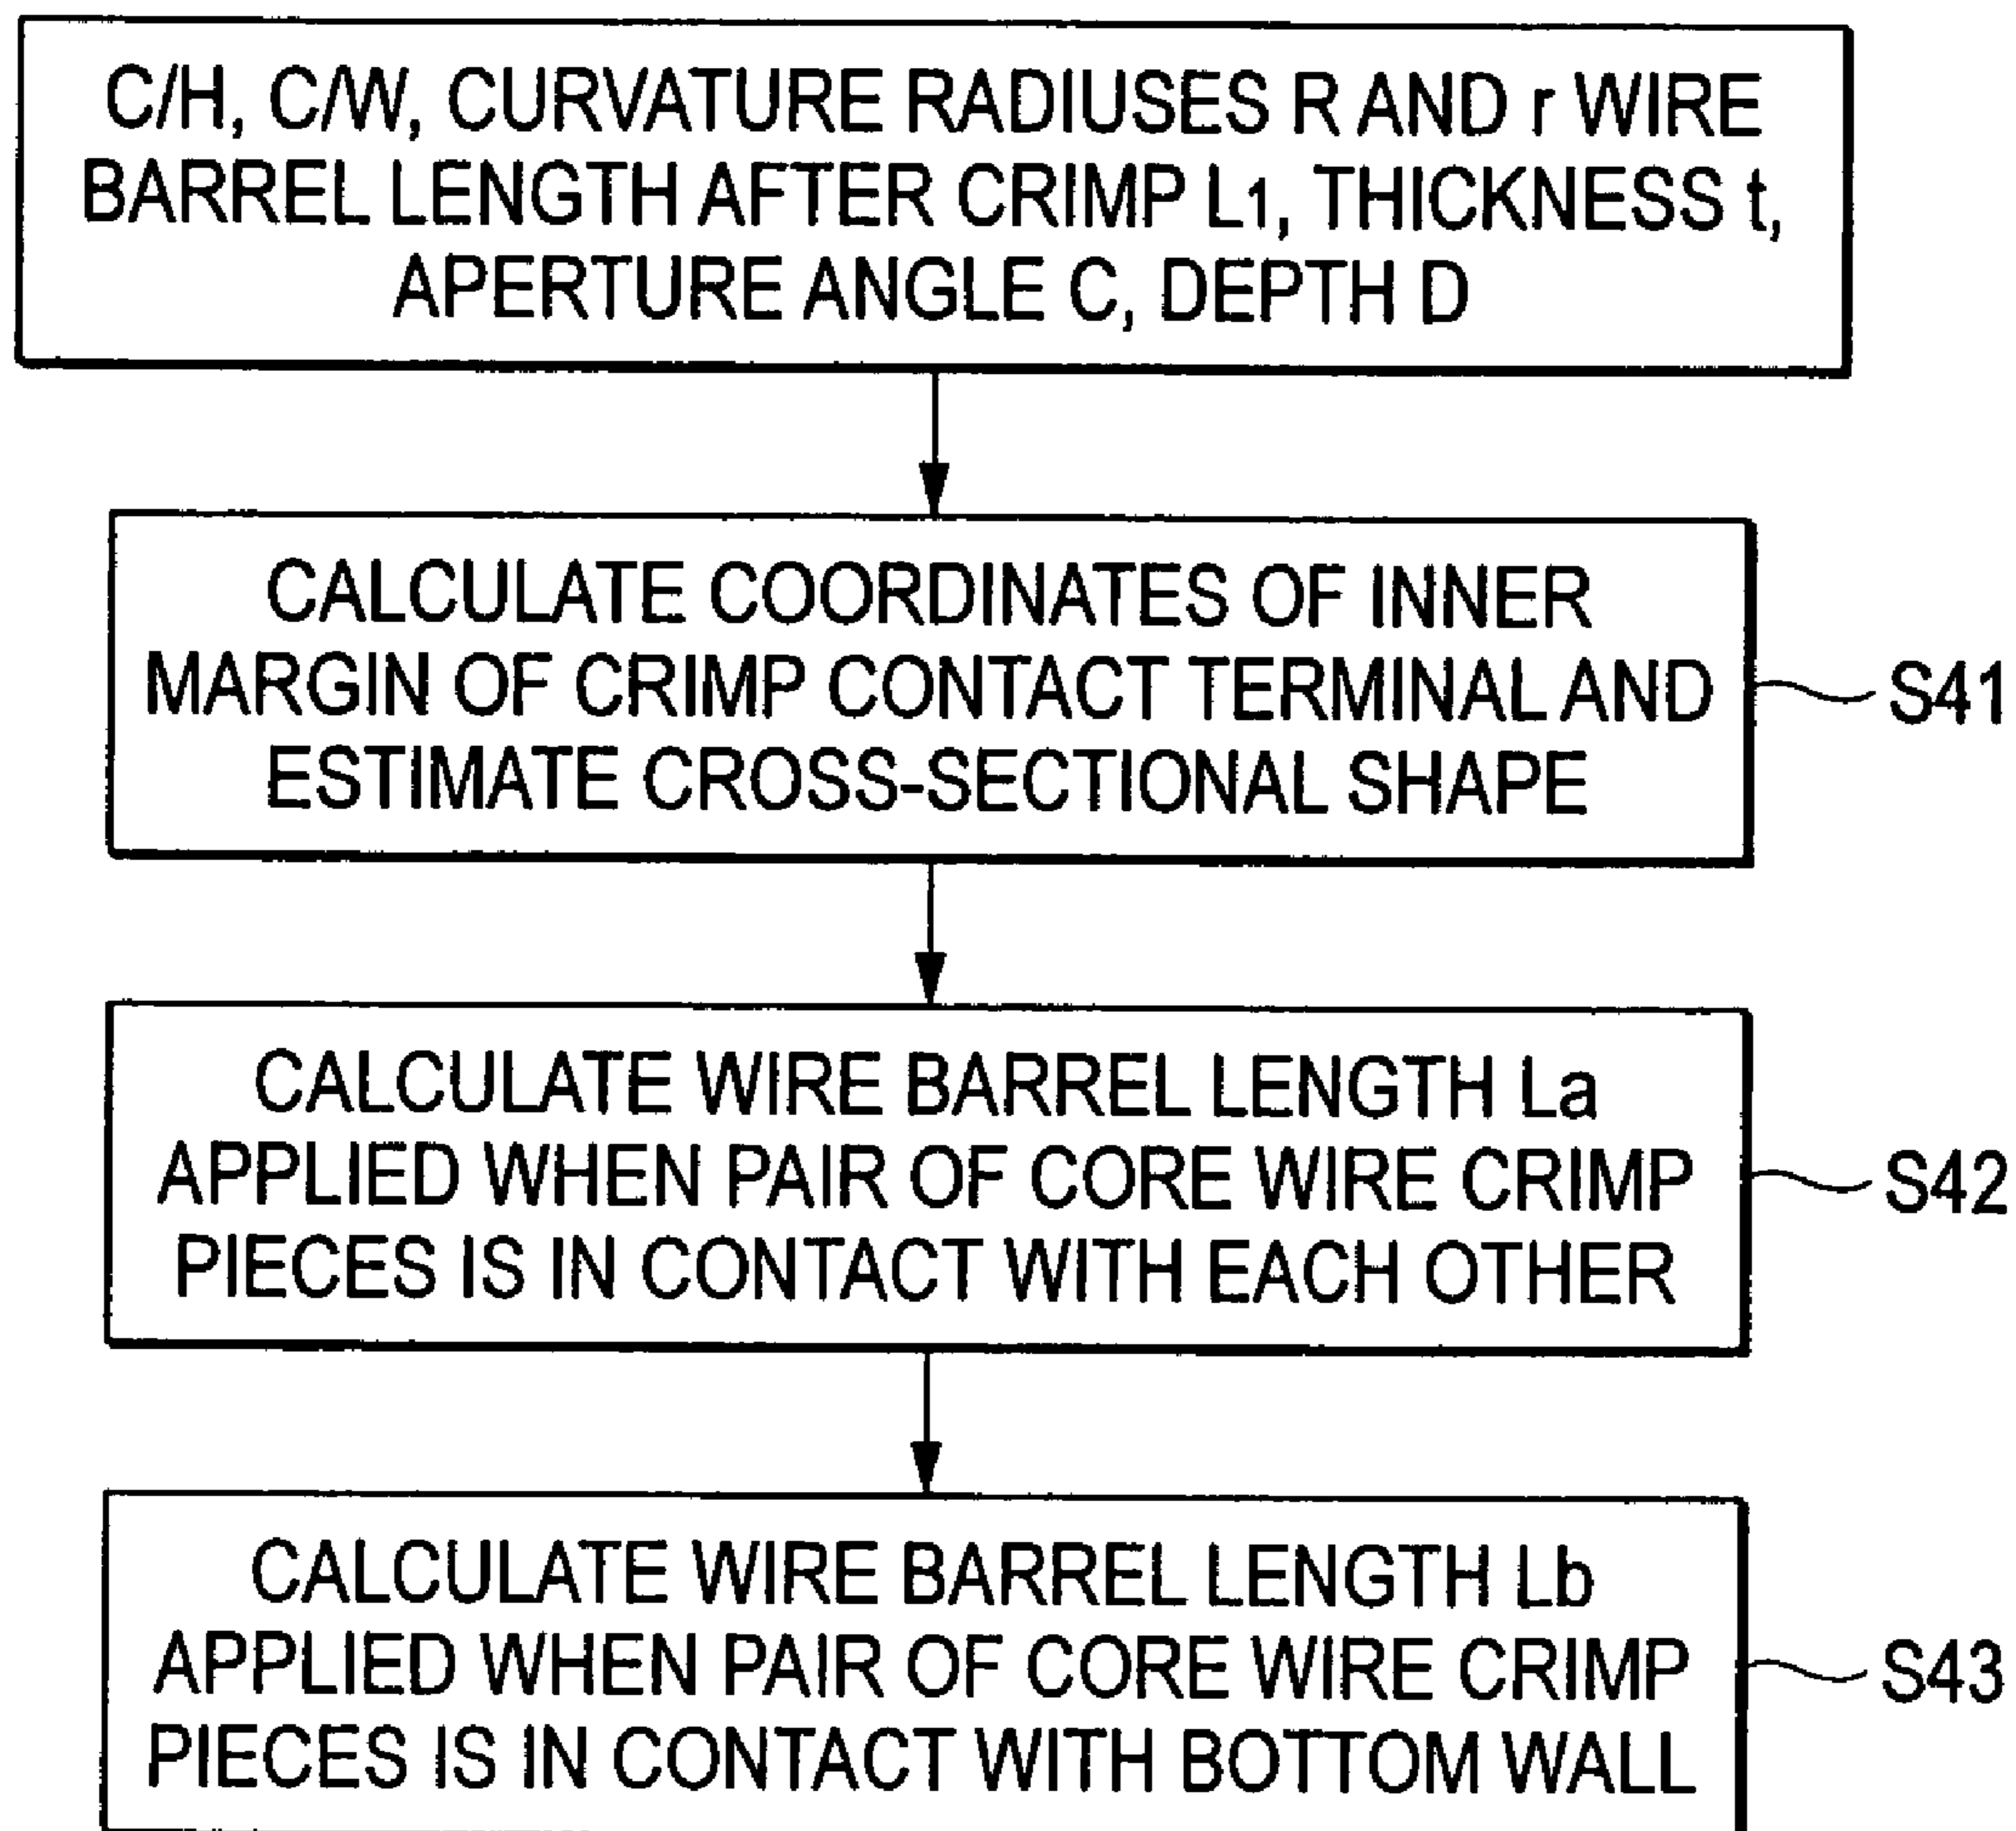 C/H, C/W, CURVATURE RADIUSES R AND r WIRE
BARREL LENGTH AFTER CRIMP L1, THICKNESS t,
APERTURE ANGLE C, DEPTH D
CALCULATE COORDINATES OF INNER
MARGIN OF CRIMP CONTACT TERMINAL AND
ESTIMATE CROSS-SECTIONAL SHAPE
S41
CALCULATE WIRE BARREL LENGTH La
APPLIED WHEN PAIR OF CORE WIRE CRIMP
PIECES IS IN CONTACT WITH EACH OTHER
S42
CALCULATE WIRE BARREL LENGTH Lb
APPLIED WHEN PAIR OF CORE WIRE CRIMP
PIECES IS IN CONTACT WITH BOTTOM WALL
S43